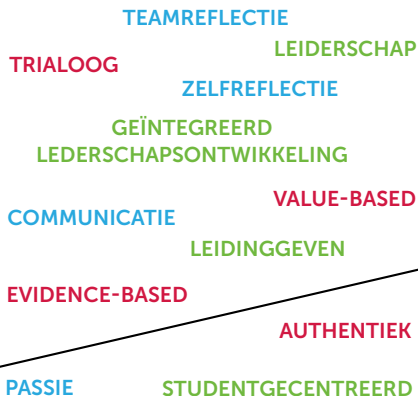 TEAMREFLECTIE
LEIDERSCHAP
TRIALOOG
ZELFREFLECTIE
GEÏNTEGREERD
LEDERSCHAPSONTWIKKELING
VALUE-BASED
COMMUNICATIE
LEIDINGGEVEN
EVIDENCE-BASED
AUTHENTIEK
PASSIE
STUDENTGECENTREERD